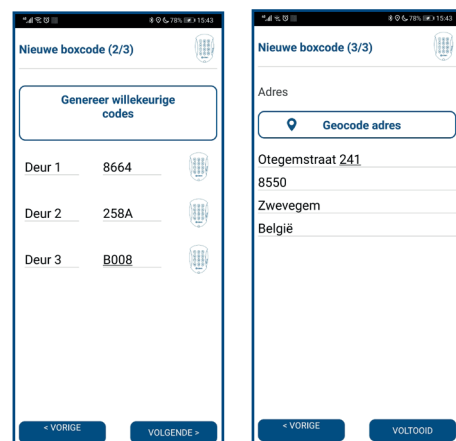 78% 15:43
Nieuwe boxcode (2/3)
Genereer willekeurige
codes
Deur 1 8664
Deur 2 258A
Deur 3 B008
< VORIGE
VOLGENDE >
78% 15:43
Nieuwe boxcode (3/3)
Adres
Geocode adres
Otegemstraat 241
8550
Zwevegem
België
< VORIGE
VOLTOOID